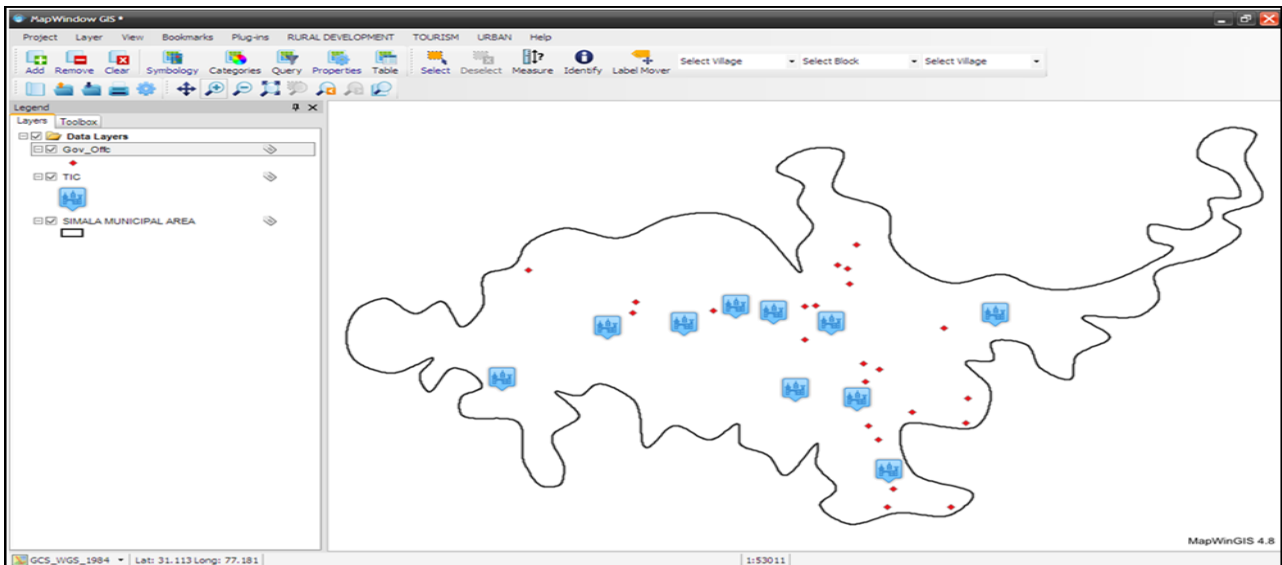 MapWindow GIS *
Project Layer View Bookmarks Plug-ins RURAL DEVELOPMENT TOURISM URBAN Help
Add Remove Clear Symbology Categories Query Properties Table Select Deselect Measure Identify Label Mover Select Village Select Block Select Village
Legend
Layers Toolbox
Data Layers
Gov_Offc
TIC
SIMALA MUNICIPAL AREA
MapWinGIS 4.8
GCS_WGS_1984 Lat: 31.113 Long: 77.181 1:53011